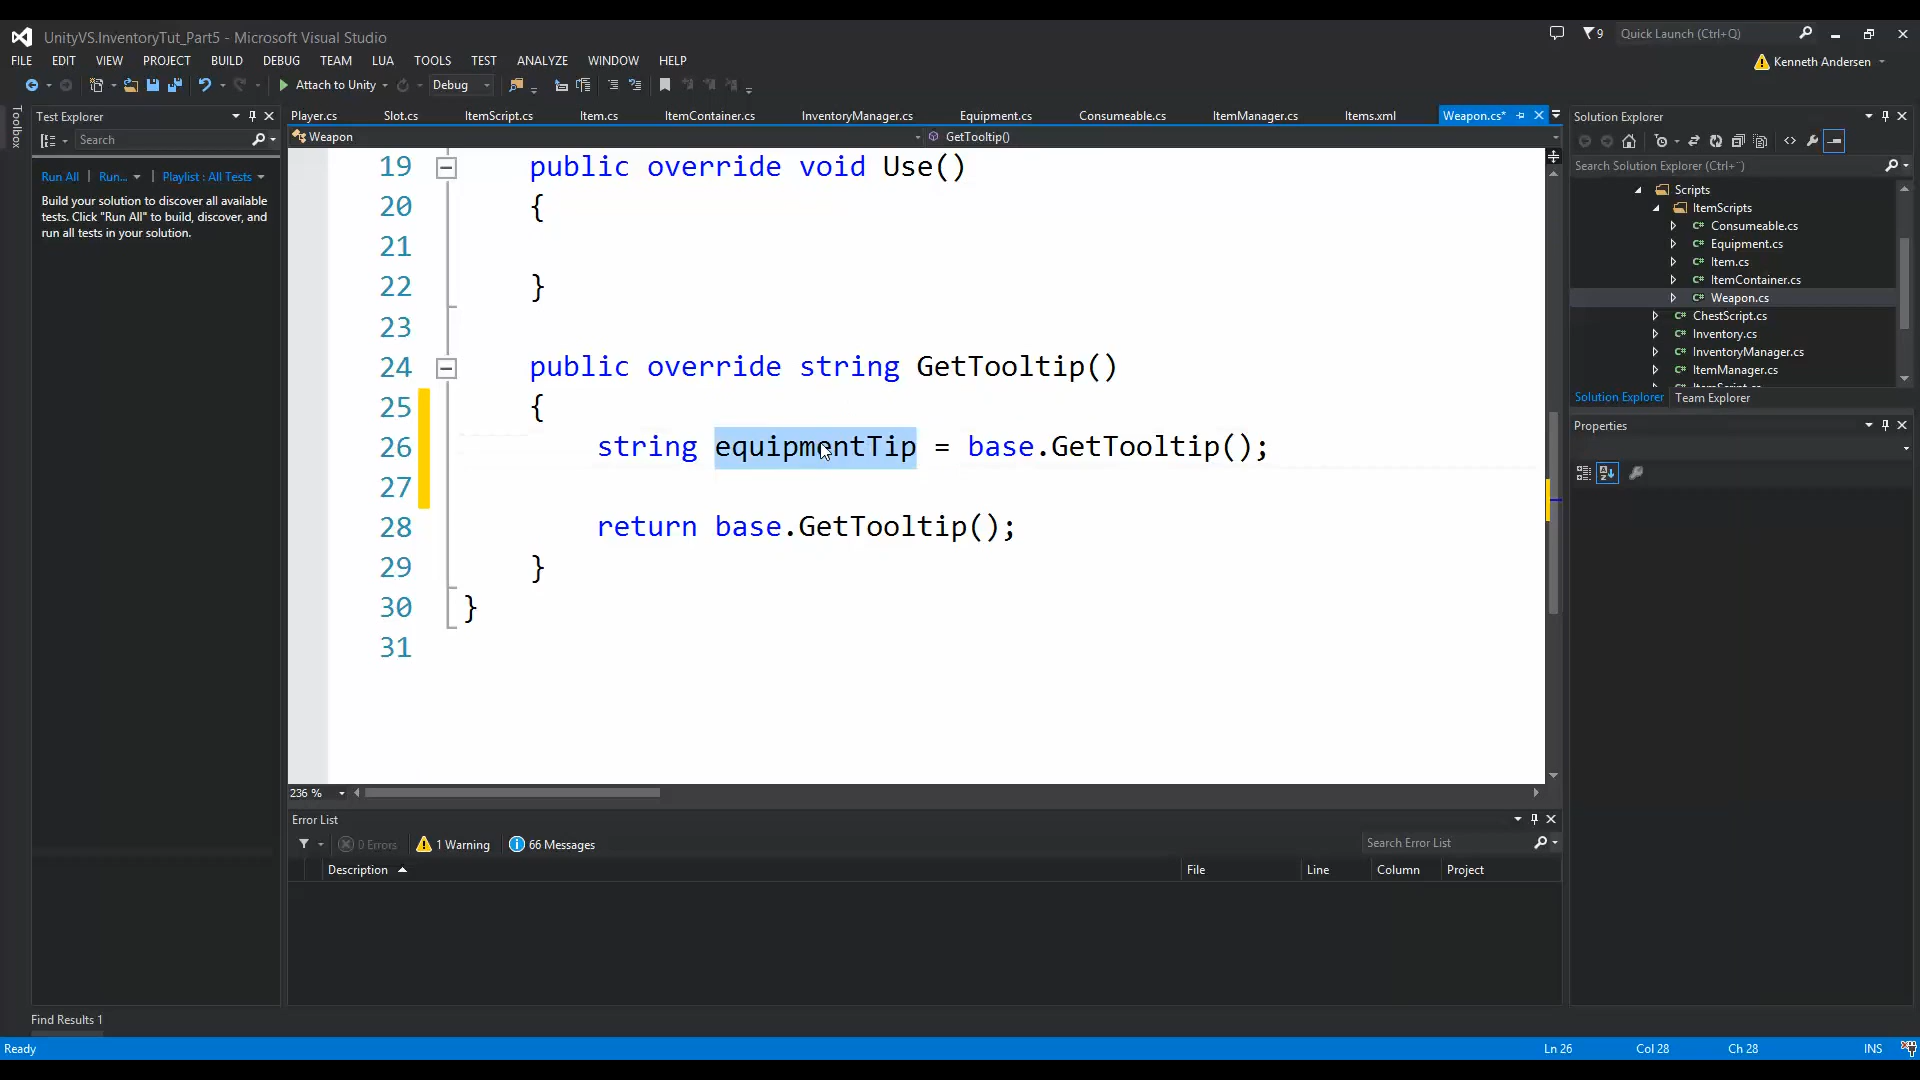 UnityVS.InventoryTut_Part5 - Microsoft Visual Studio
9
Quick Launch (Ctrl+Q)
FILE EDIT VIEW PROJECT BUILD DEBUG TEAM LUA TOOLS TEST ANALYZE WINDOW HELP
Kenneth Andersen
Attach to Unity
Debug
Toolbox
Test Explorer
Search
Run All | Run... | Playlist : All Tests
Build your solution to discover all available
tests. Click "Run All" to build, discover, and
run all tests in your solution.
Player.cs Slot.cs ItemScript.cs Item.cs ItemContainer.cs InventoryManager.cs Equipment.cs Consumeable.cs ItemManager.cs Items.xml Weapon.cs*
Weapon
GetTooltip()
19 public override void Use()
20 {
21
22 }
23
24 public override string GetTooltip()
25 {
26 string equipmentTip = base.GetTooltip();
27
28 return base.GetTooltip();
29 }
30 }
31
236 %
Error List
0 Errors
1 Warning
66 Messages
Search Error List
Description File Line Column Project
Solution Explorer
Search Solution Explorer (Ctrl+¨)
Scripts
ItemScripts
C# Consumeable.cs
C# Equipment.cs
C# Item.cs
C# ItemContainer.cs
C# Weapon.cs
C# ChestScript.cs
C# Inventory.cs
C# InventoryManager.cs
C# ItemManager.cs
Solution Explorer Team Explorer
Properties
Find Results 1
Ready
Ln 26 Col 28 Ch 28 INS